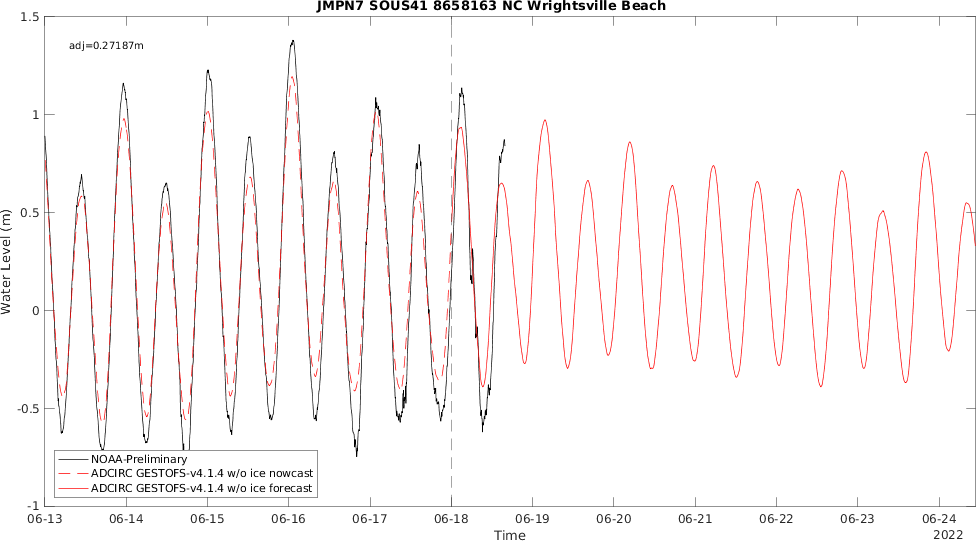 JMPN7 SOUS41 8658163 NC Wrightsville Beach
adj=0.27187m
1.5
1
0.5
0
-0.5
-1
Water Level (m)
NOAA-Preliminary
ADCIRC GESTOFS-v4.1.4 w/o ice nowcast
ADCIRC GESTOFS-v4.1.4 w/o ice forecast
06-13 06-14 06-15 06-16 06-17 06-18 06-19 06-20 06-21 06-22 06-23 06-24
Time
2022